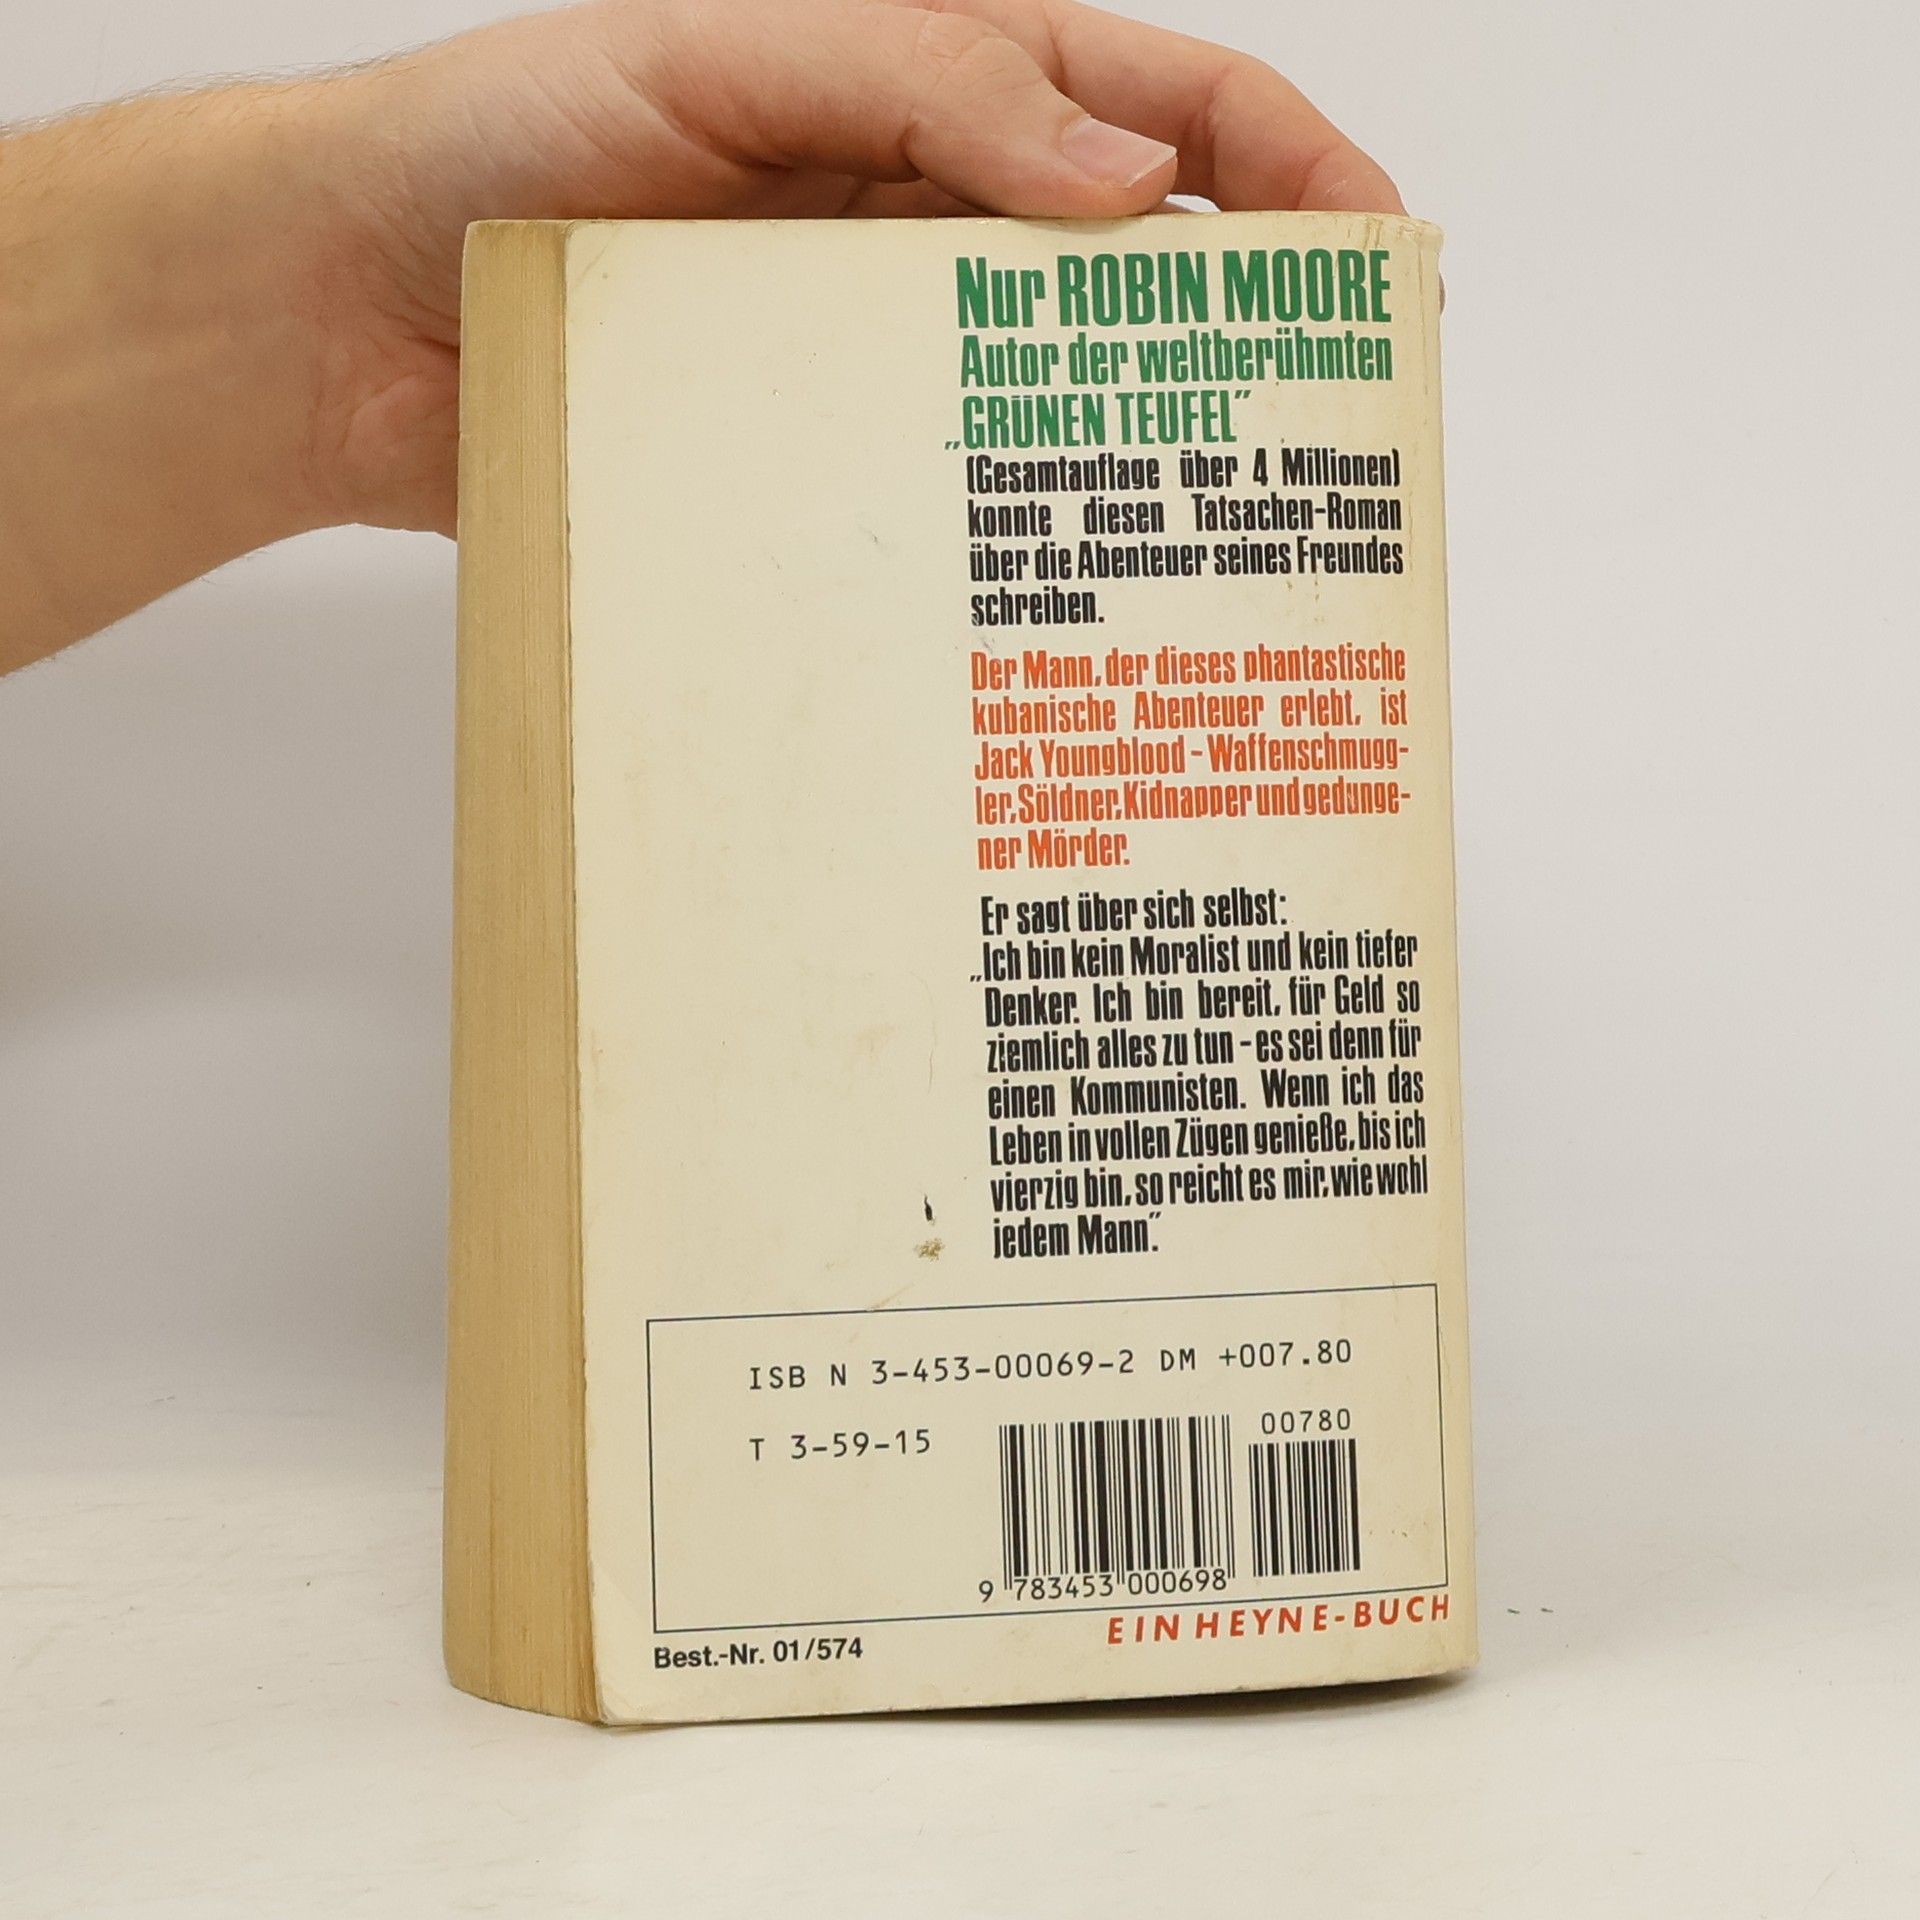 Nur ROBIN MOORE
Autor der weltberühmten
„GRÜNEN TEUFEL”
(Gesamtauflage über 4 Millionen)
konnte diesen Tatsachen-Roman
über die Abenteuer seines Freundes
schreiben.
Der Mann, der dieses phantastische
kubanische Abenteuer erlebt, ist
Jack Youngblood - Waffenschmugg-
ler, Söldner, Kidnapper und gedunge-
ner Mörder.
Er sagt über sich selbst:
„Ich bin kein Moralist und kein tiefer
Denker. Ich bin bereit, für Geld so
ziemlich alles zu tun - es sei denn für
einen Kommunisten. Wenn ich das
Leben in vollen Zügen genieße, bis ich
vierzig bin, so reicht es mir, wie wohl
jedem Mann.”
ISB N 3-453-00069-2 DM +007.80
T 3-59-15
00780
9 783453 000698
EIN HEYNE-BUCH
Best.-Nr. 01/574